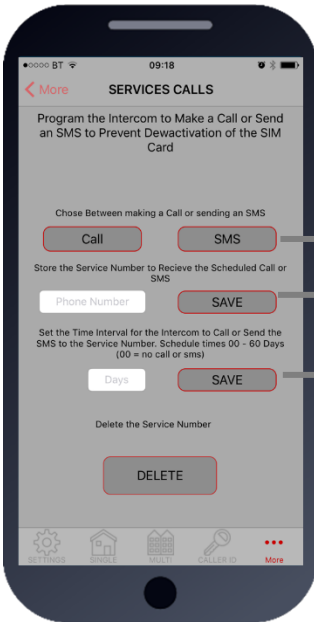 BT 09:18
More SERVICES CALLS
Program the Intercom to Make a Call or Send
an SMS to Prevent Dewactivation of the SIM
Card
Chose Between making a Call or sending an SMS
Call SMS
Store the Service Number to Recieve the Scheduled Call or
SMS
Phone Number SAVE
Set the Time Interval for the Intercom to Call or Send the
SMS to the Service Number. Schedule times 00 - 60 Days
(00 = no call or sms)
Days SAVE
Delete the Service Number
DELETE
SETTINGS SINGLE MULTI CALLER ID More